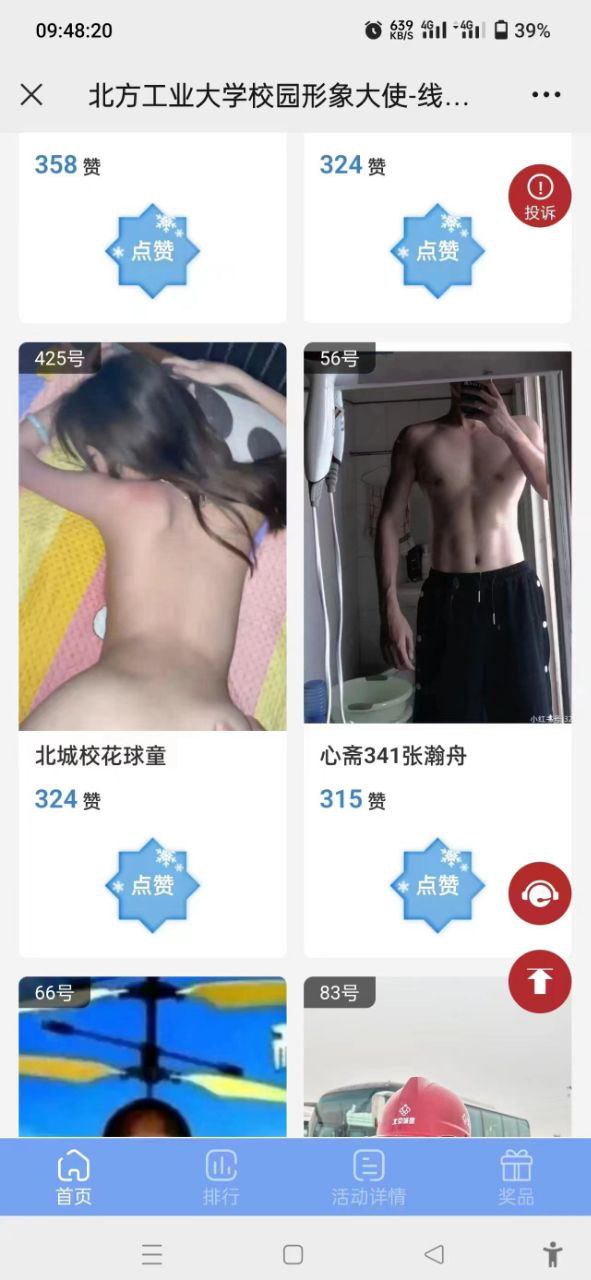 09:48:20
639 KB/S 4G 4G 39%
北方工业大学校园形象大使-线...
358 赞
324 赞
投诉
点赞
点赞
425号
56号
北城校花球童
心斋341张瀚舟
324 赞
315 赞
点赞
点赞
66号
83号
首页
排行
活动详情
奖品